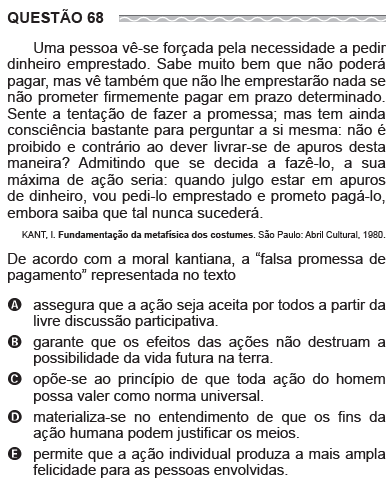 QUESTÃO 68
Uma pessoa vê-se forçada pela necessidade a pedir
dinheiro emprestado. Sabe muito bem que não poderá
pagar, mas vê também que não lhe emprestarão nada se
não prometer firmemente pagar em prazo determinado.
Sente a tentação de fazer a promessa; mas tem ainda
consciência bastante para perguntar a si mesma: não é
proibido e contrário ao dever livrar-se de apuros desta
maneira? Admitindo que se decida a fazê-lo, a sua
máxima de ação seria: quando julgo estar em apuros
de dinheiro, vou pedi-lo emprestado e prometo pagá-lo,
embora saiba que tal nunca sucederá.
KANT, I. Fundamentação da metafísica dos costumes. São Paulo: Abril Cultural, 1980.
De acordo com a moral kantiana, a “falsa promessa de
pagamento” representada no texto
A assegura que a ação seja aceita por todos a partir da
livre discussão participativa.
B garante que os efeitos das ações não destruam a
possibilidade da vida futura na terra.
C opõe-se ao princípio de que toda ação do homem
possa valer como norma universal.
D materializa-se no entendimento de que os fins da
ação humana podem justificar os meios.
E permite que a ação individual produza a mais ampla
felicidade para as pessoas envolvidas.